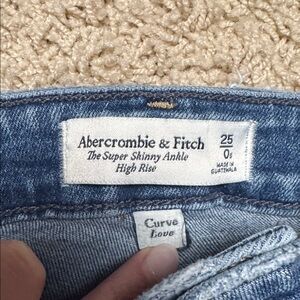 Abercrombie & Fitch
The Super Skinny Ankle
High Rise
25
0s
MADE IN
GUATEMALA
Curve
Love